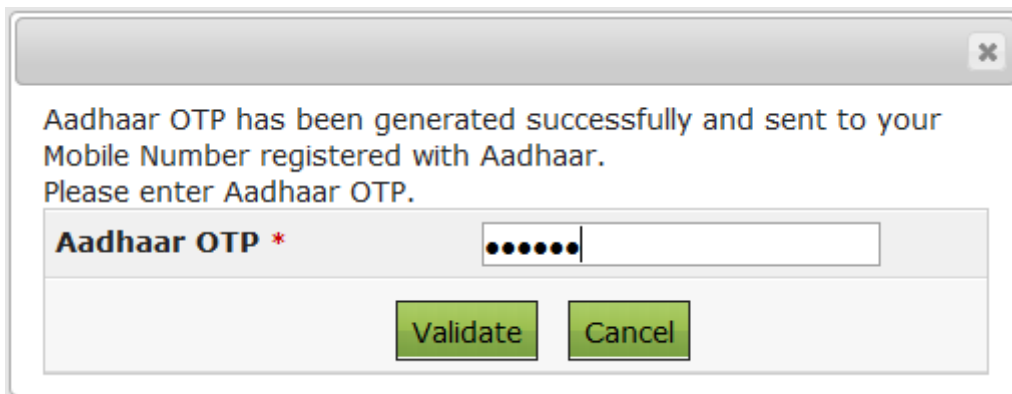 Aadhaar OTP has been generated successfully and sent to your
Mobile Number registered with Aadhaar.
Please enter Aadhaar OTP.
Aadhaar OTP * ●●●●●●
Validate Cancel